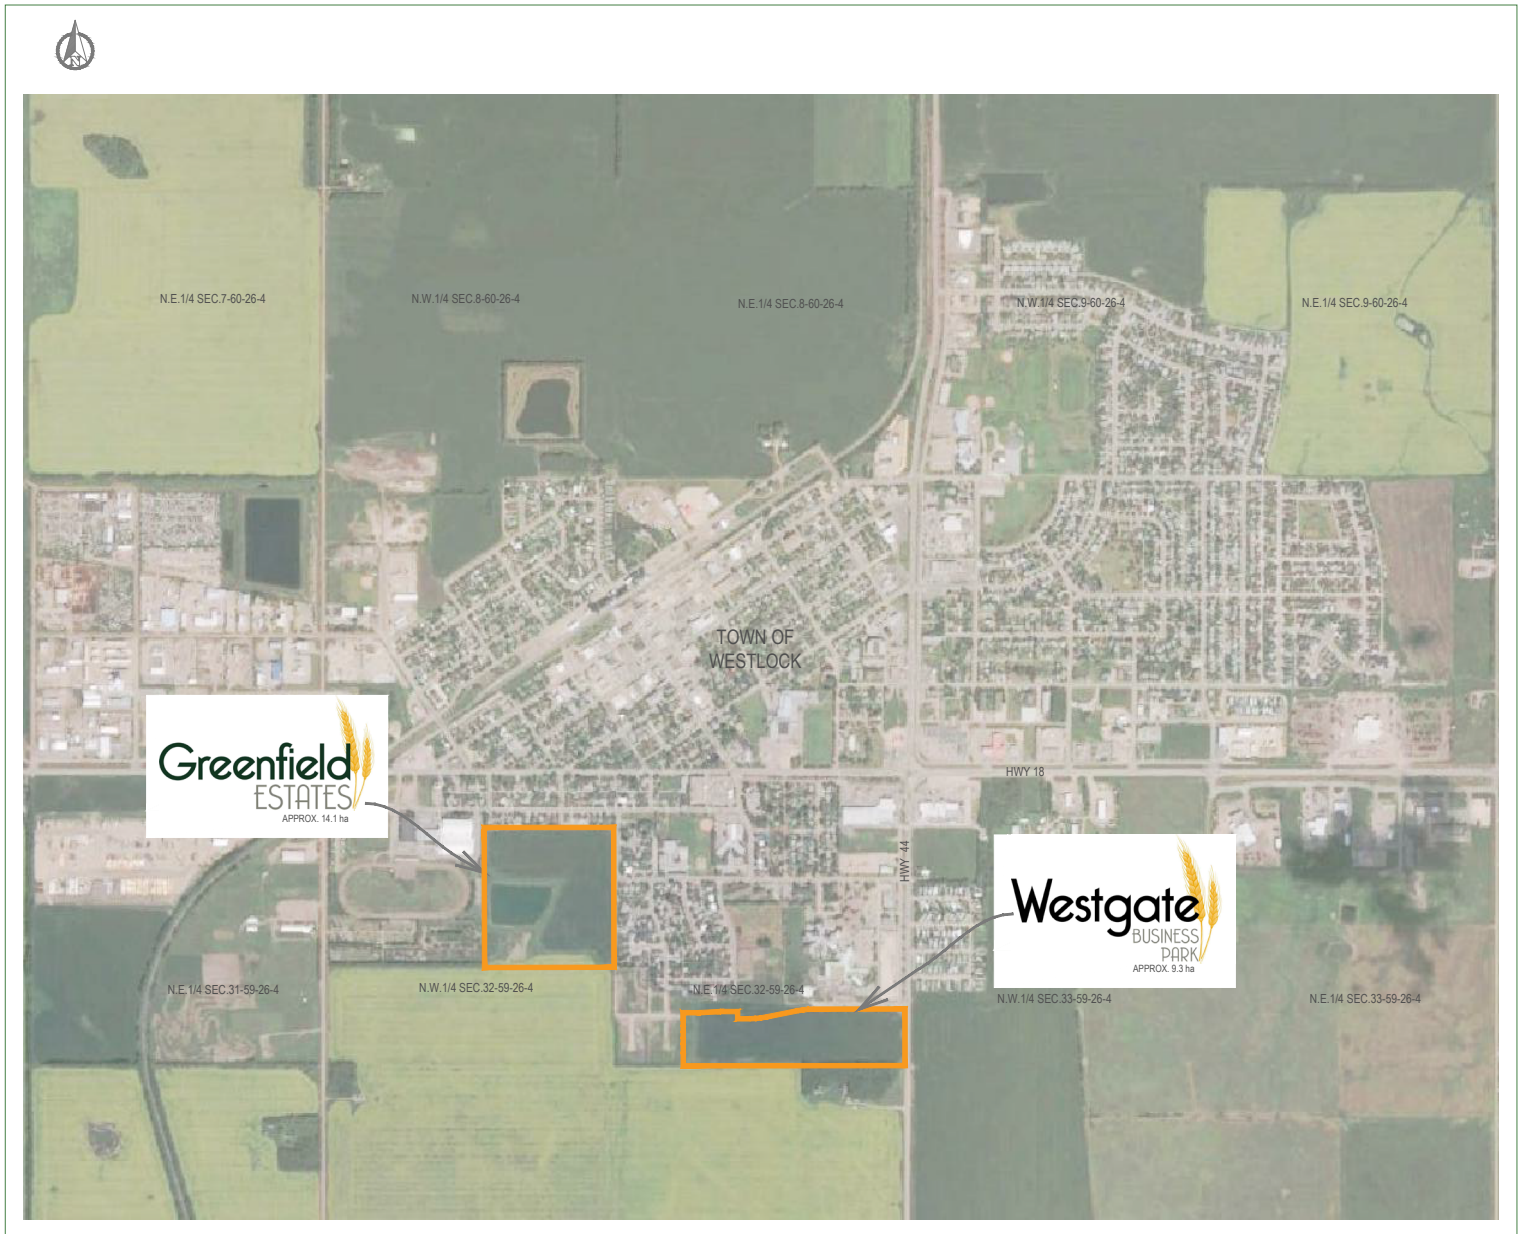 N
N.E.1/4 SEC.7-60-26-4
N.W.1/4 SEC.8-60-26-4
N.E.1/4 SEC.8-60-26-4
N.W.1/4 SEC.9-60-26-4
N.E.1/4 SEC.9-60-26-4
TOWN OF
WESTLOCK
Greenfield
ESTATES
APPROX. 14.1 ha
HWY 18
HWY 44
Westgate
BUSINESS
PARK
APPROX. 9.3 ha
N.E.1/4 SEC.31-59-26-4
N.W.1/4 SEC.32-59-26-4
N.E.1/4 SEC.32-59-26-4
N.W.1/4 SEC.33-59-26-4
N.E.1/4 SEC.33-59-26-4